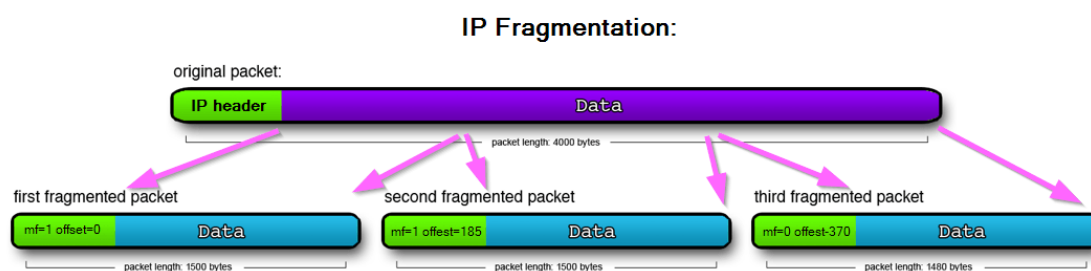 IP Fragmentation:
original packet:
IP header Data
packet length: 4000 bytes
first fragmented packet second fragmented packet third fragmented packet
mf=1 offset=0 Data mf=1 offest=185 Data mf=0 offest-370 Data
packet length: 1500 bytes packet length: 1500 bytes packet length: 1480 bytes